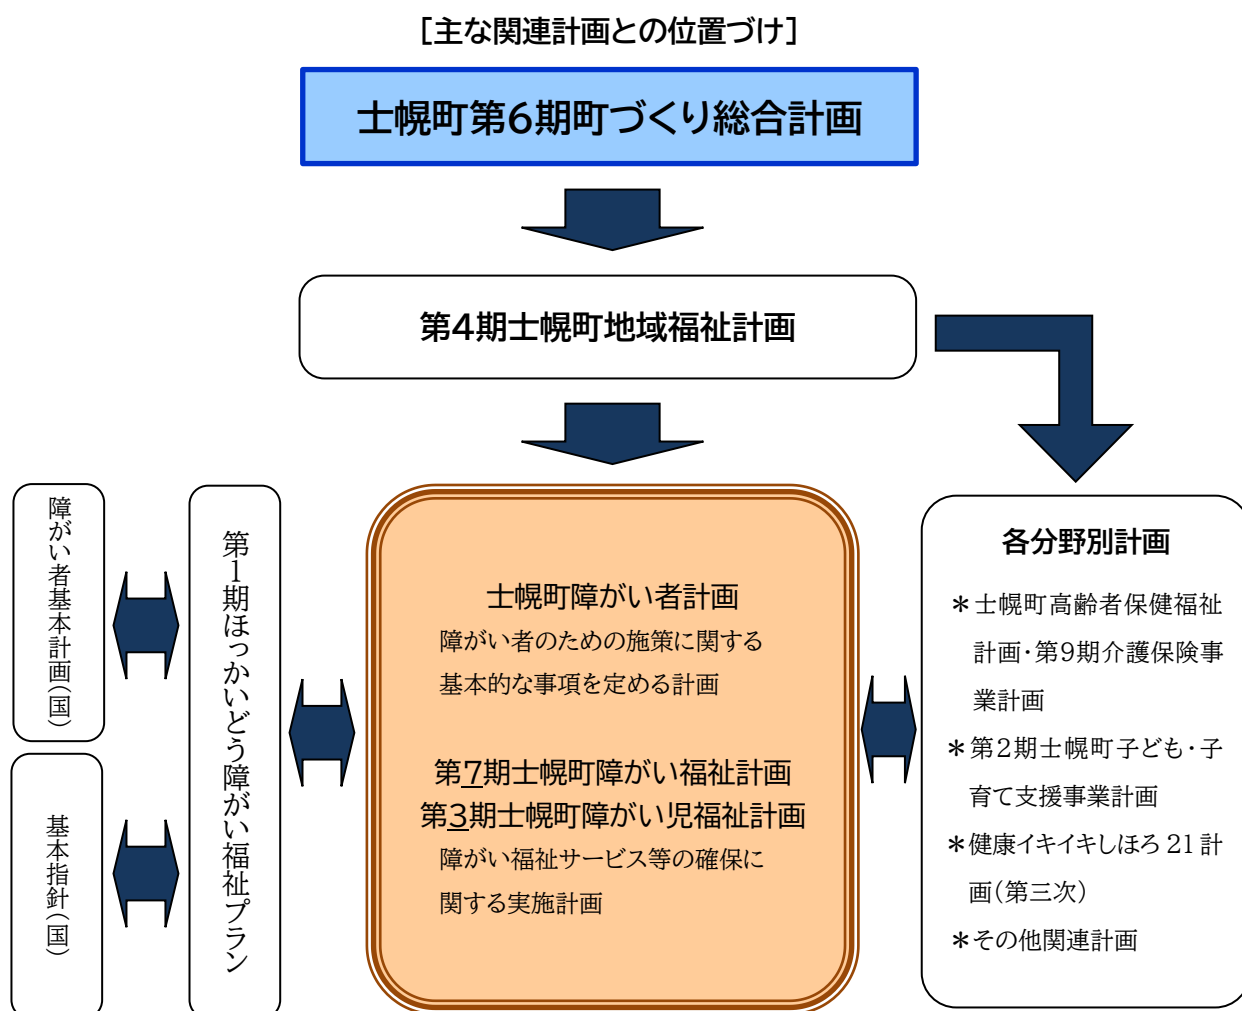 ［主な関連計画との位置づけ］
士幌町第6期町づくり総合計画
第4期士幌町地域福祉計画
障がい者基本計画（国）
基本指針（国）
第1期ほっかいどう障がい福祉プラン
士幌町障がい者計画
障がい者のための施策に関する
基本的な事項を定める計画
第7期士幌町障がい福祉計画
第3期士幌町障がい児福祉計画
障がい福祉サービス等の確保に
関する実施計画
各分野別計画
＊士幌町高齢者保健福祉
計画・第9期介護保険事
業計画
＊第2期士幌町子ども・子
育て支援事業計画
＊健康イキイキしほろ 21 計
画（第三次）
＊その他関連計画